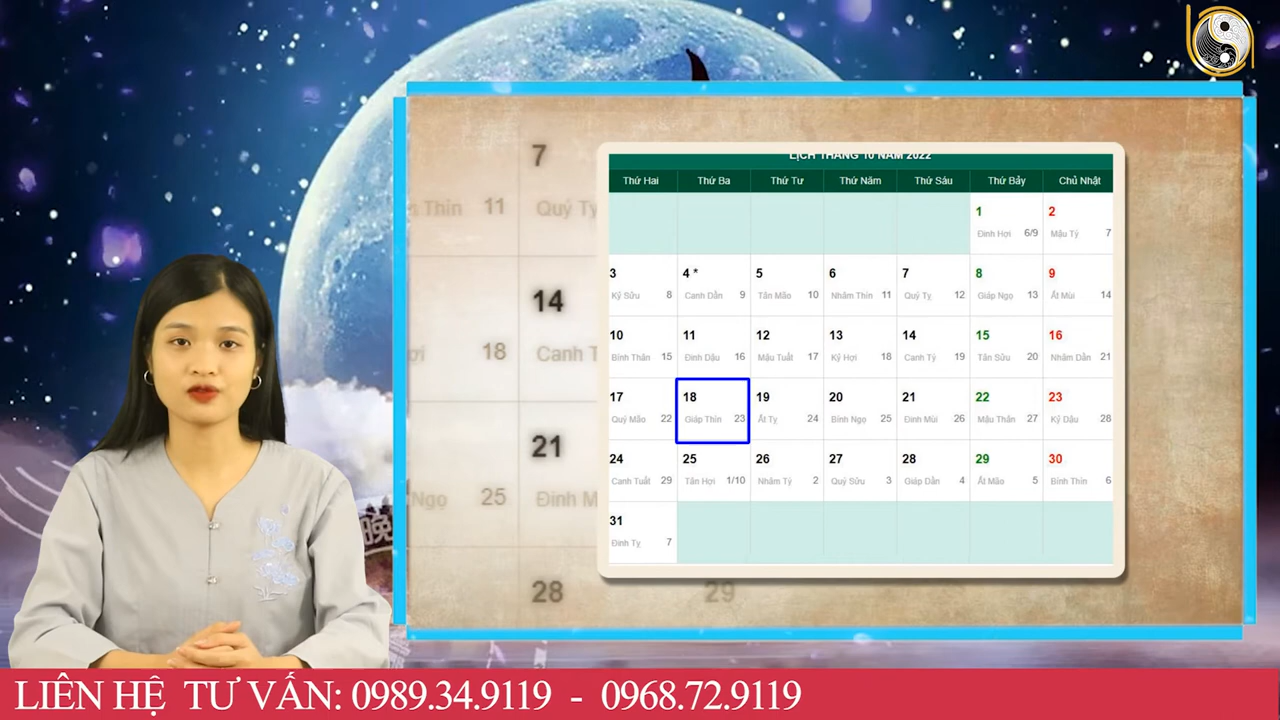 7
Thìn 11 Quý Tỵ
14
18 Canh T
21
Ngọ 25 Đinh M
28 29
LỊCH THÁNG 10 NĂM 2022
Thứ Hai Thứ Ba Thứ Tư Thứ Năm Thứ Sáu Thứ Bảy Chủ Nhật
1 2
Đinh Hợi 6/9 Mậu Tý 7
3 4 * 5 6 7 8 9
Kỷ Sửu 8 Canh Dần 9 Tân Mão 10 Nhâm Thìn 11 Quý Tỵ 12 Giáp Ngọ 13 Ất Mùi 14
10 11 12 13 14 15 16
Bính Thân 15 Đinh Dậu 16 Mậu Tuất 17 Kỷ Hợi 18 Canh Tý 19 Tân Sửu 20 Nhâm Dần 21
17 18 19 20 21 22 23
Quý Mão 22 Giáp Thìn 23 Ất Tỵ 24 Bính Ngọ 25 Đinh Mùi 26 Mậu Thân 27 Kỷ Dậu 28
24 25 26 27 28 29 30
Canh Tuất 29 Tân Hợi 1/10 Nhâm Tý 2 Quý Sửu 3 Giáp Dần 4 Ất Mão 5 Bính Thìn 6
31
Đinh Tỵ 7
LIÊN HỆ TƯ VẤN: 0989.34.9119 - 0968.72.9119